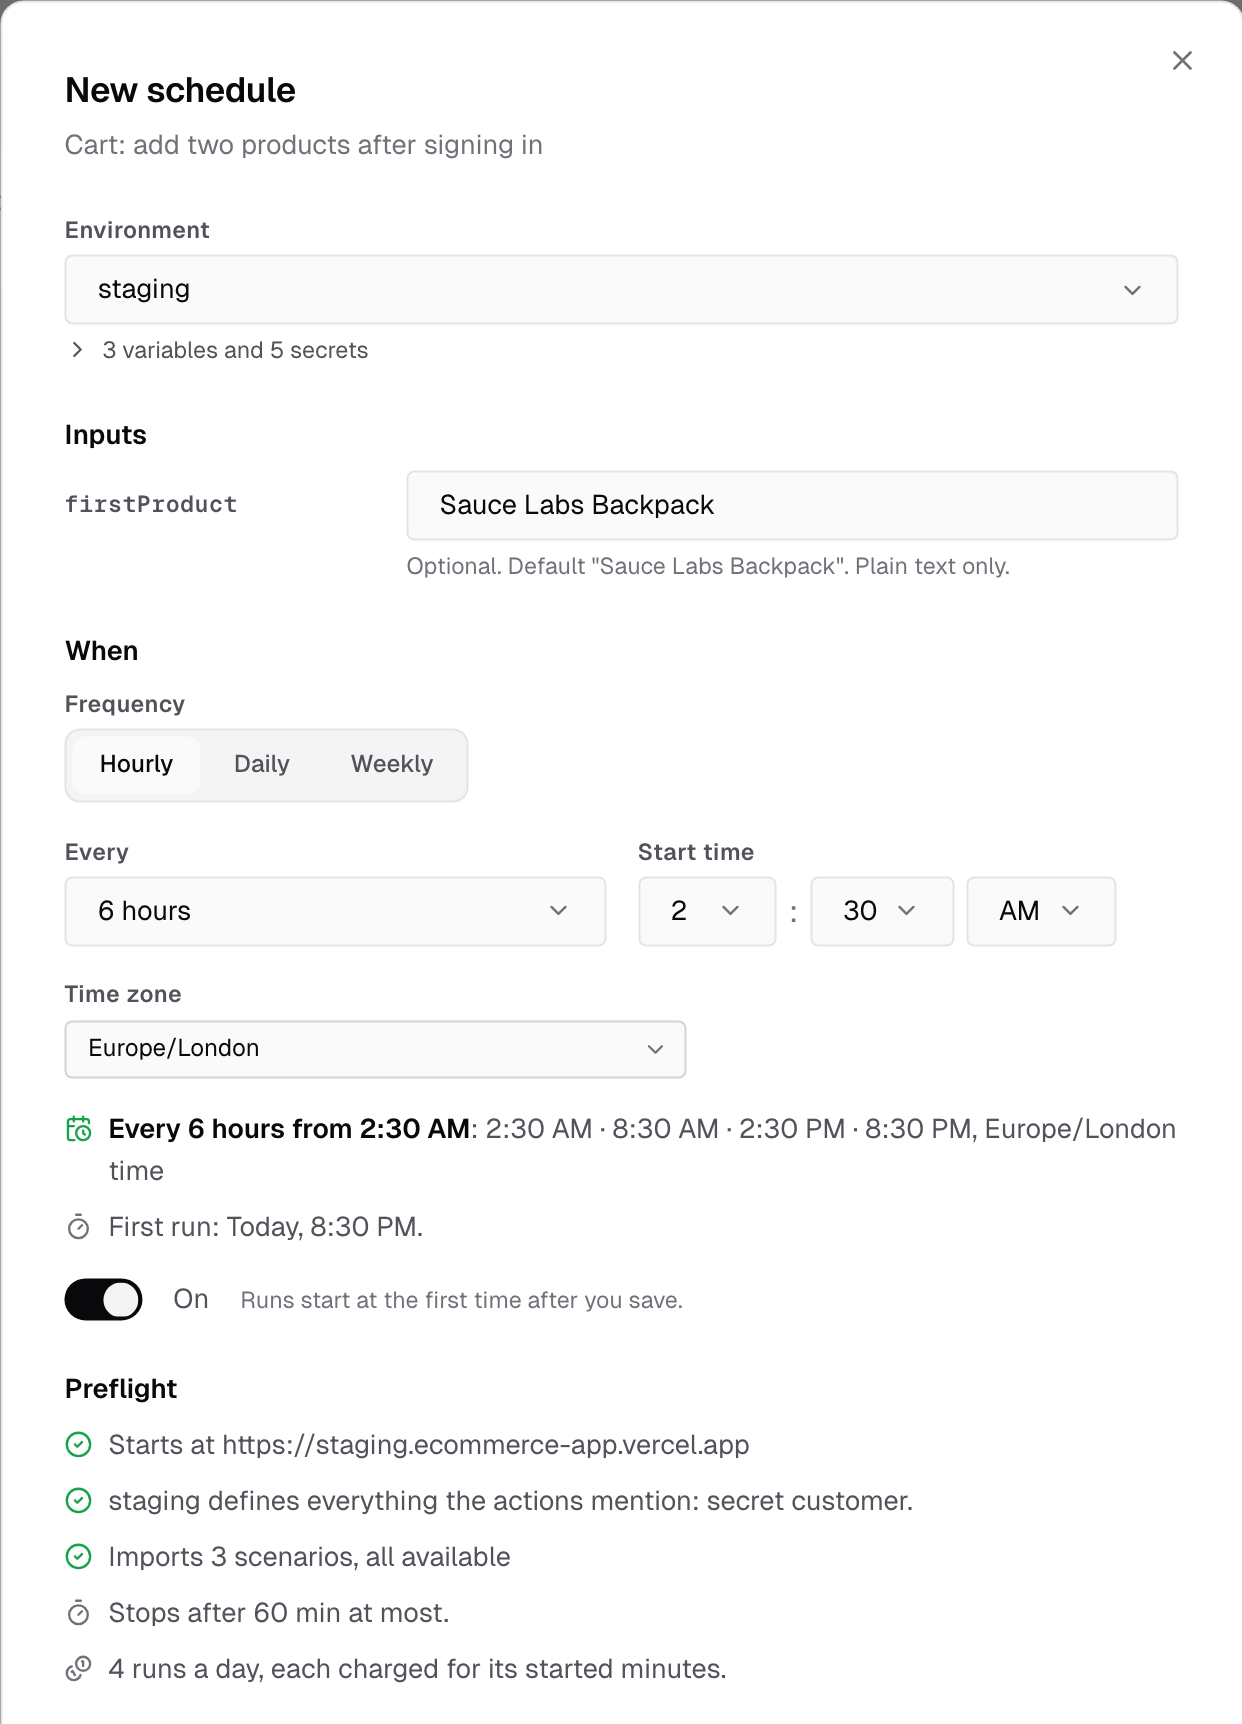 New schedule
Cart: add two products after signing in
Environment
staging
3 variables and 5 secrets
Inputs
firstProduct
Sauce Labs Backpack
Optional. Default "Sauce Labs Backpack". Plain text only.
When
Frequency
Hourly Daily Weekly
Every Start time
6 hours 2 : 30 AM
Time zone
Europe/London
Every 6 hours from 2:30 AM: 2:30 AM · 8:30 AM · 2:30 PM · 8:30 PM, Europe/London
time
First run: Today, 8:30 PM.
On Runs start at the first time after you save.
Preflight
Starts at https://staging.ecommerce-app.vercel.app
staging defines everything the actions mention: secret customer.
Imports 3 scenarios, all available
Stops after 60 min at most.
4 runs a day, each charged for its started minutes.